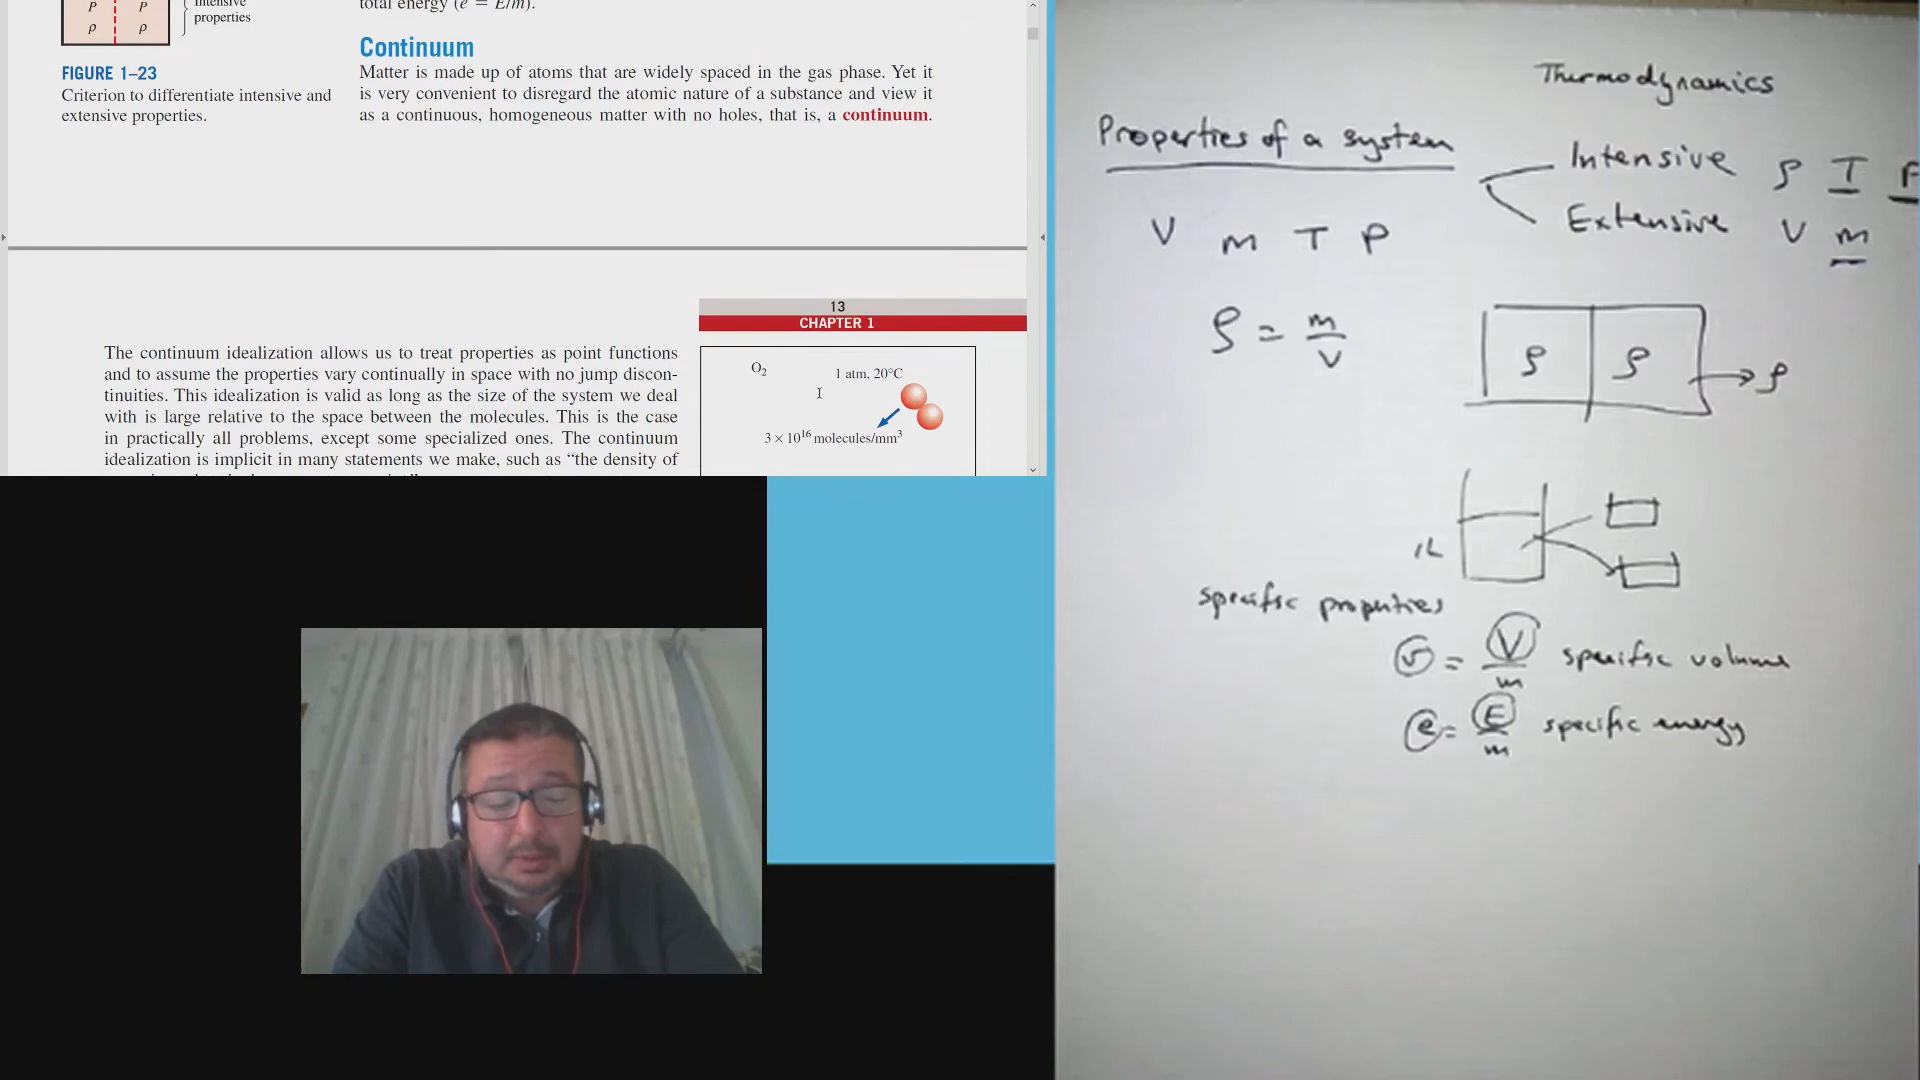 total energy (e = E/m).
P P
ρ ρ
Intensive
properties
FIGURE 1–23
Criterion to differentiate intensive and
extensive properties.
Continuum
Matter is made up of atoms that are widely spaced in the gas phase. Yet it
is very convenient to disregard the atomic nature of a substance and view it
as a continuous, homogeneous matter with no holes, that is, a continuum.
13
CHAPTER 1
The continuum idealization allows us to treat properties as point functions
and to assume the properties vary continually in space with no jump discon-
tinuities. This idealization is valid as long as the size of the system we deal
with is large relative to the space between the molecules. This is the case
in practically all problems, except some specialized ones. The continuum
idealization is implicit in many statements we make, such as “the density of
O₂
1 atm, 20°C
3 × 10¹⁶ molecules/mm³
Thermodynamics
Properties of a system
Intensive ρ T P
Extensive V m
V m T P
ρ = m/V
ρ ρ ρ
1L
specific properties
v = V/m specific volume
e = E/m specific energy